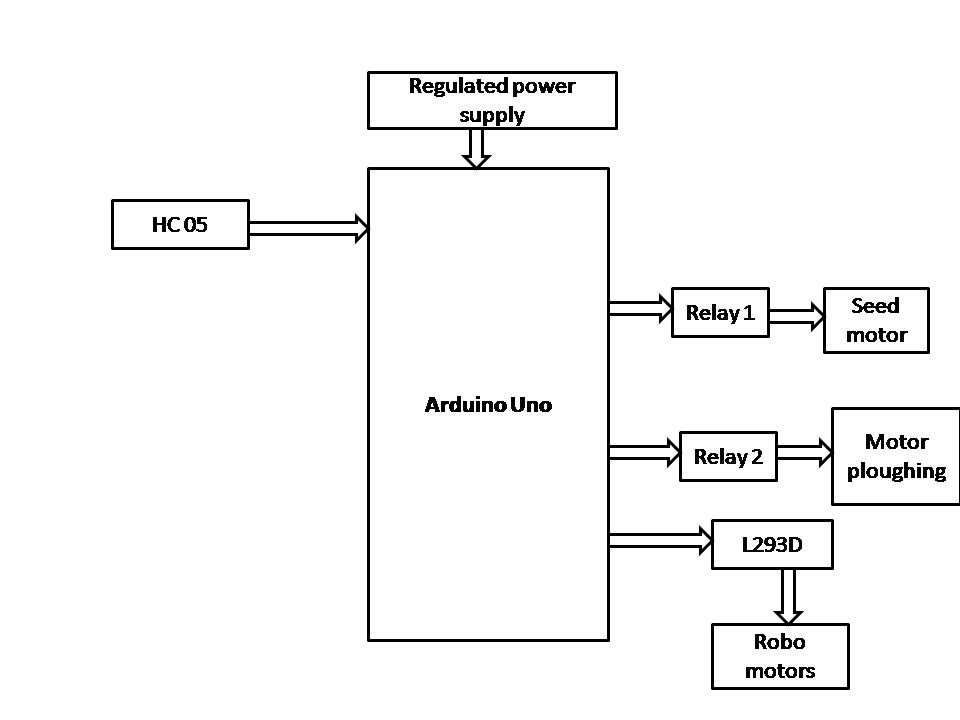 Regulated power
supply
HC 05
Relay 1
Seed
motor
Arduino Uno
Relay 2
Motor
ploughing
L293D
Robo
motors